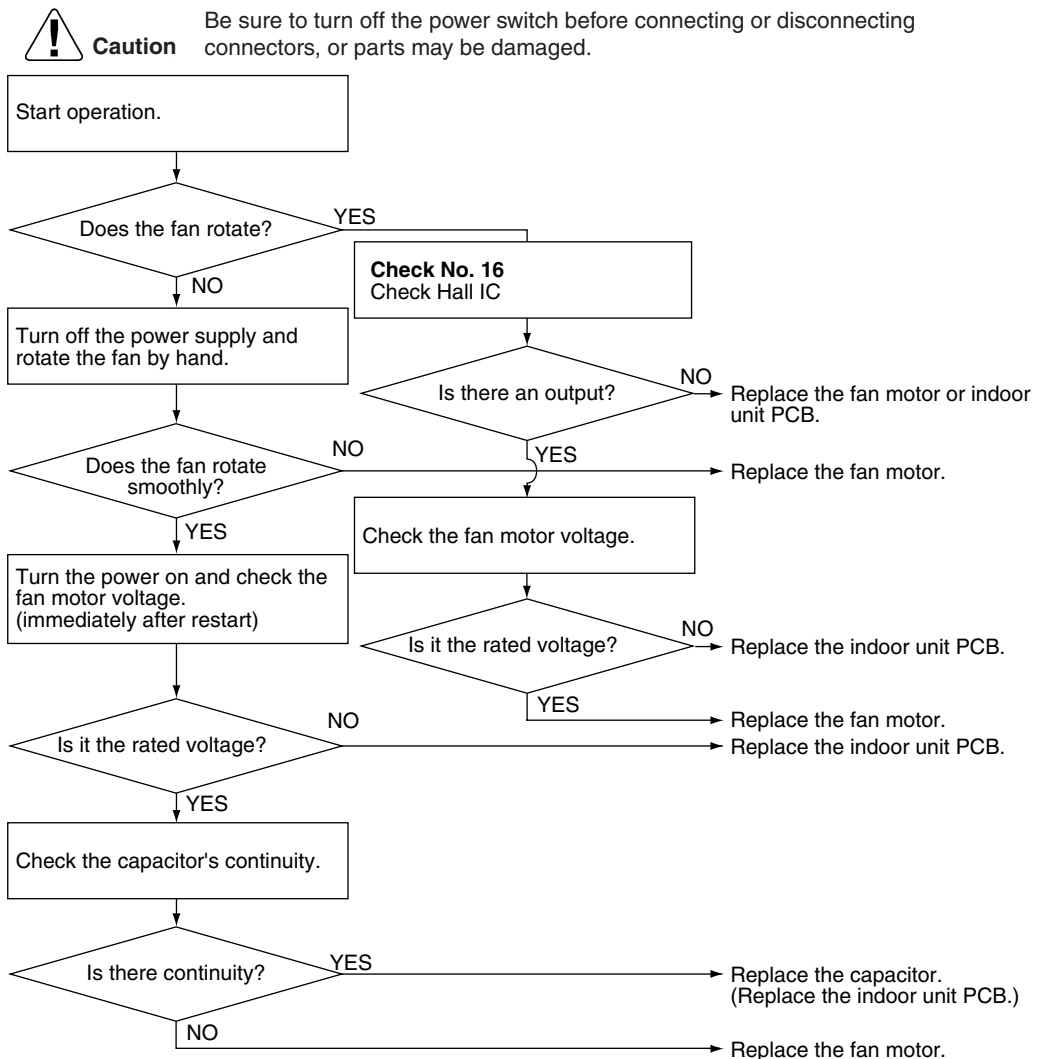 Be sure to turn off the power switch before connecting or disconnecting
Caution connectors, or parts may be damaged.
Start operation.
Does the fan rotate?
YES
NO
Check No. 16
Check Hall IC
Turn off the power supply and
rotate the fan by hand.
Is there an output?
NO
Replace the fan motor or indoor
unit PCB.
YES
Does the fan rotate
smoothly?
NO
Replace the fan motor.
YES
Check the fan motor voltage.
Turn the power on and check the
fan motor voltage.
(immediately after restart)
Is it the rated voltage?
NO
Replace the indoor unit PCB.
YES
Replace the fan motor.
Is it the rated voltage?
NO
Replace the indoor unit PCB.
YES
Check the capacitor's continuity.
Is there continuity?
YES
Replace the capacitor.
(Replace the indoor unit PCB.)
NO
Replace the fan motor.